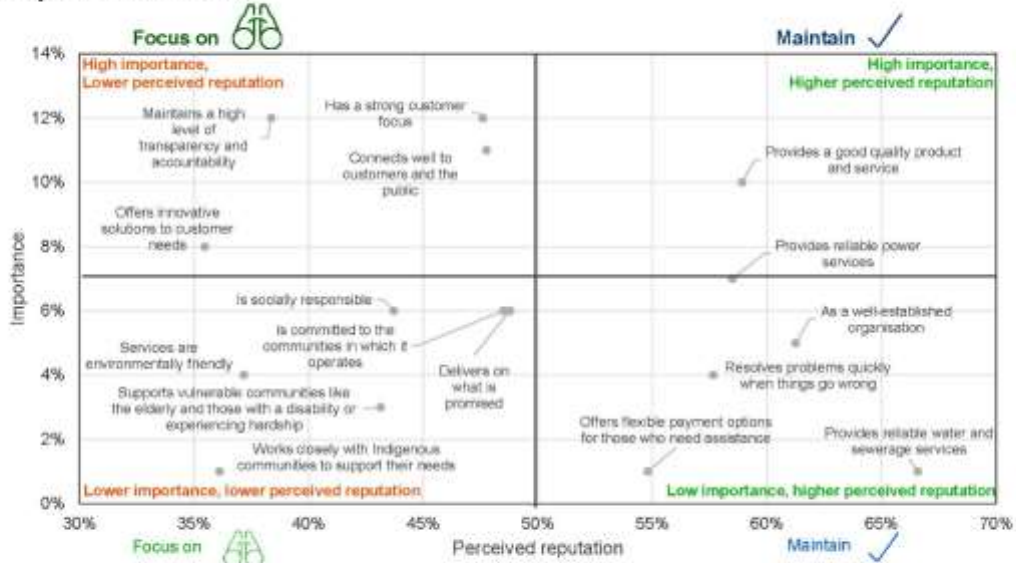 Focus on
Maintain
14%
High importance,
Lower perceived reputation
High importance,
Higher perceived reputation
12%
Maintains a high
level of
transparency and
accountability
Has a strong customer
focus
Connects well to
customers and the
public
Provides a good quality product
and service
10%
Offers innovative
solutions to customer
needs
8%
Provides reliable power
services
Importance
6%
Is socially responsible
Is committed to the
communities in which it
operates
Delivers on
what is
promised
As a well-established
organisation
Services are
environmentally friendly
4%
Resolves problems quickly
when things go wrong
Supports vulnerable communities like
the elderly and those with a disability or
experiencing hardship
Offers flexible payment options
for those who need assistance
Provides reliable water and
sewerage services
2%
Works closely with Indigenous
communities to support their needs
Lower importance, lower perceived reputation
Low importance, higher perceived reputation
0%
30%
35%
40%
45%
50%
55%
60%
65%
70%
Focus on
Perceived reputation
Maintain